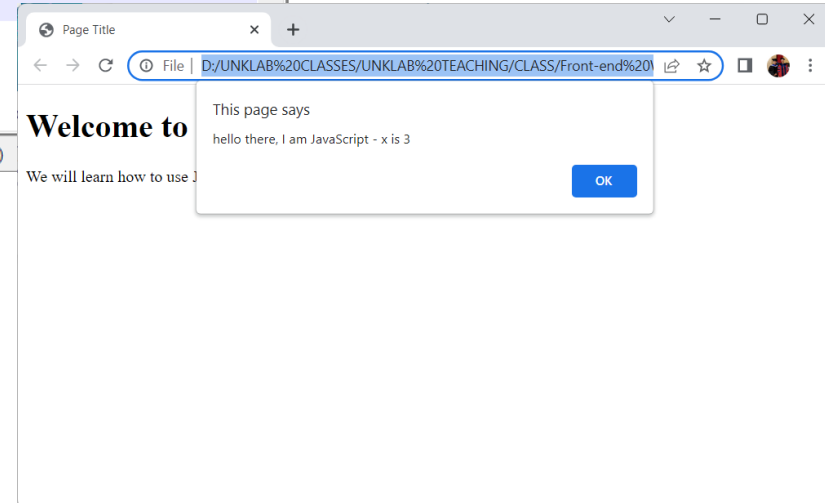 Page Title
File | D:/UNKLAB%20CLASSES/UNKLAB%20TEACHING/CLASS/Front-end%20
This page says
hello there, I am JavaScript - x is 3
OK
Welcome to
We will learn how to use